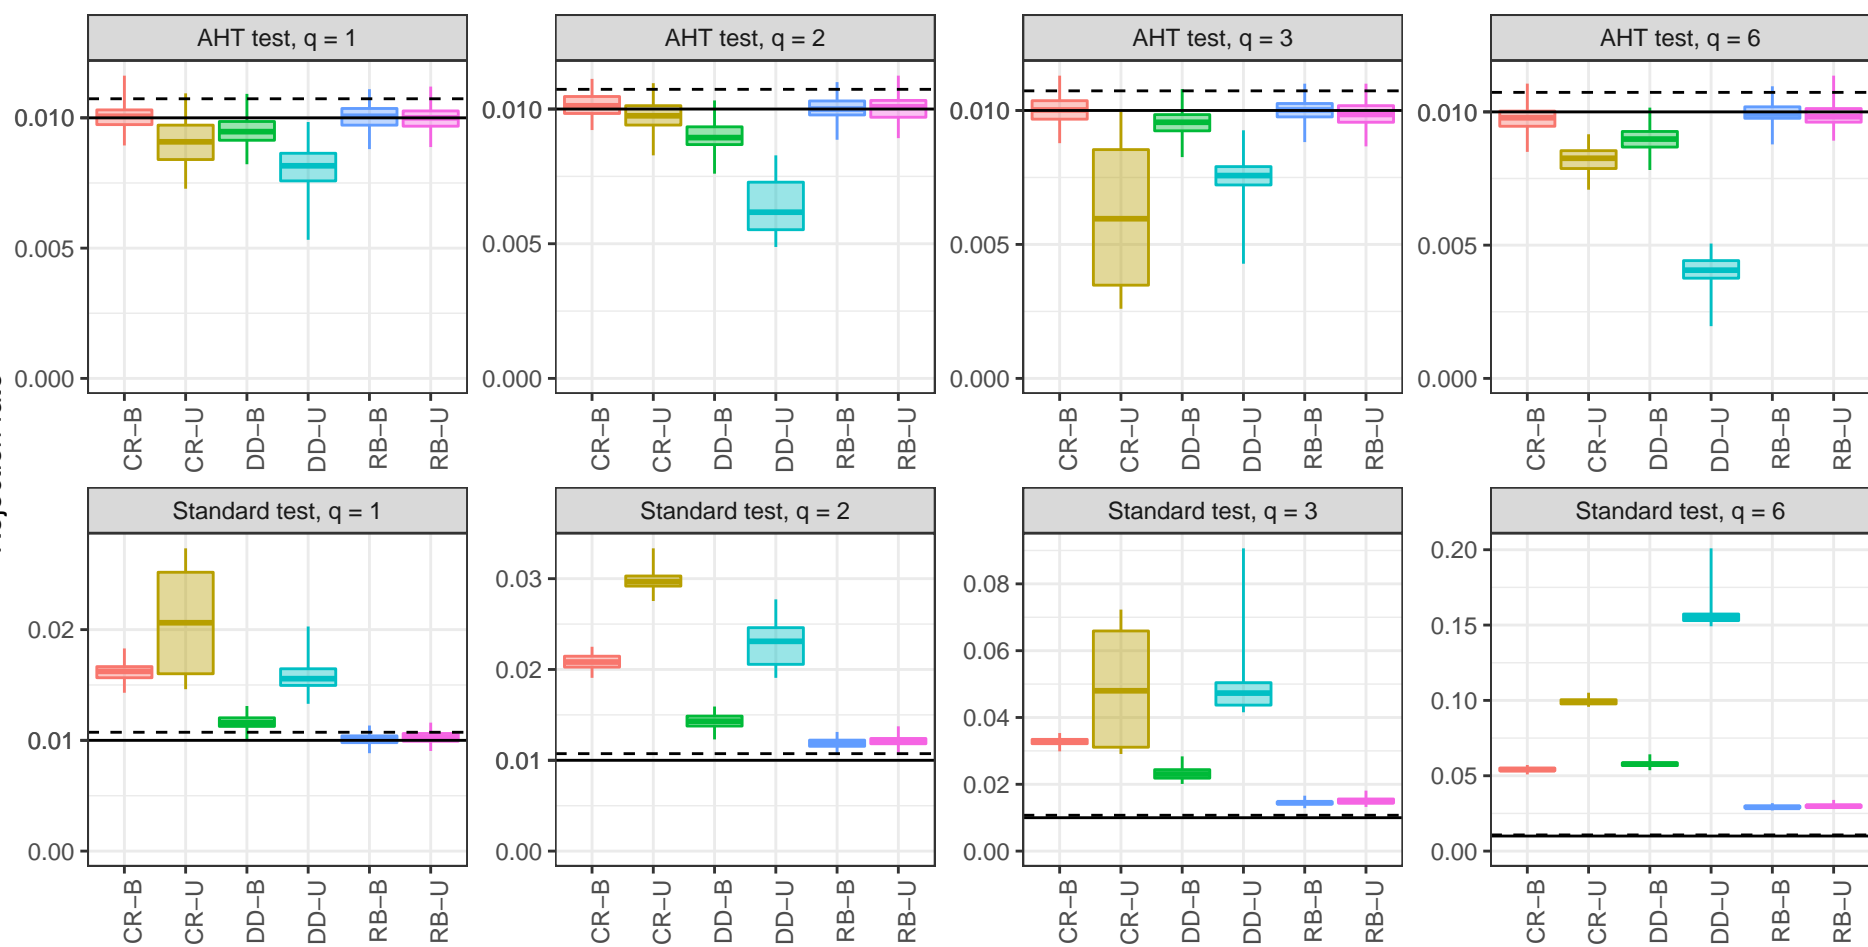 AHT test, q = 1
AHT test, q = 2
AHT test, q = 3
AHT test, q = 6
0.010
0.005
0.000
0.010
0.005
0.000
0.010
0.005
0.000
0.010
0.005
0.000
CR−B
CR−U
DD−B
DD−U
RB−B
RB−U
CR−B
CR−U
DD−B
DD−U
RB−B
RB−U
CR−B
CR−U
DD−B
DD−U
RB−B
RB−U
CR−B
CR−U
DD−B
DD−U
RB−B
RB−U
Standard test, q = 1
Standard test, q = 2
Standard test, q = 3
Standard test, q = 6
0.02
0.01
0.00
0.03
0.02
0.01
0.00
0.08
0.06
0.04
0.02
0.00
0.20
0.15
0.10
0.05
0.00
CR−B
CR−U
DD−B
DD−U
RB−B
RB−U
CR−B
CR−U
DD−B
DD−U
RB−B
RB−U
CR−B
CR−U
DD−B
DD−U
RB−B
RB−U
CR−B
CR−U
DD−B
DD−U
RB−B
RB−U